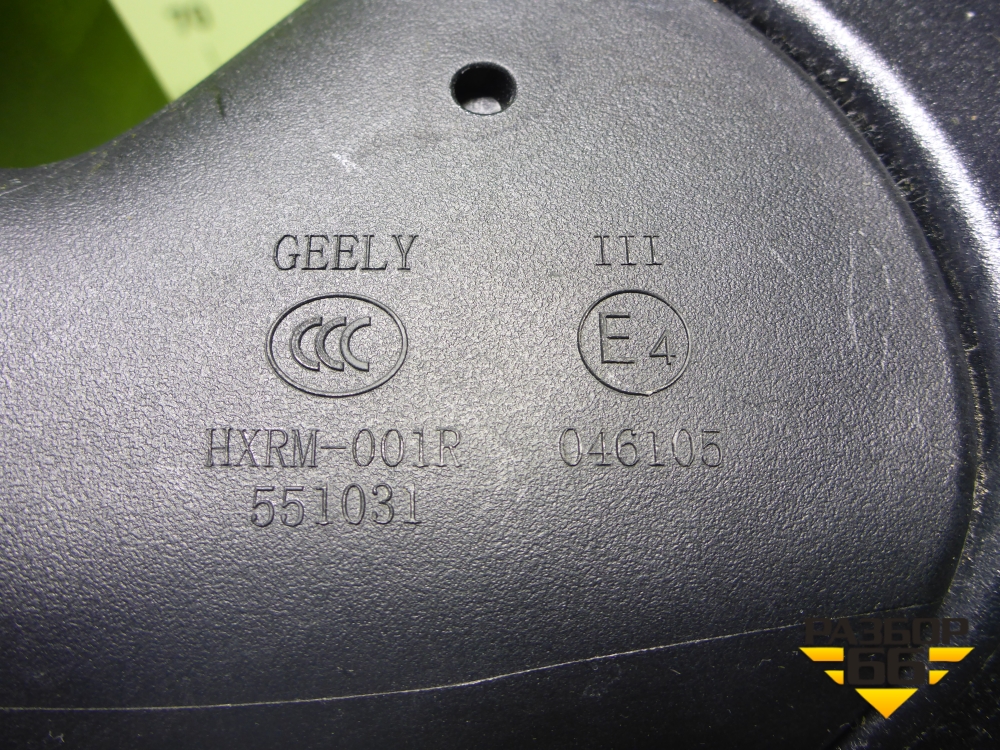 GEELY III
CCC E4
HXRM-001R 046105
551031
РАЗБОР
66